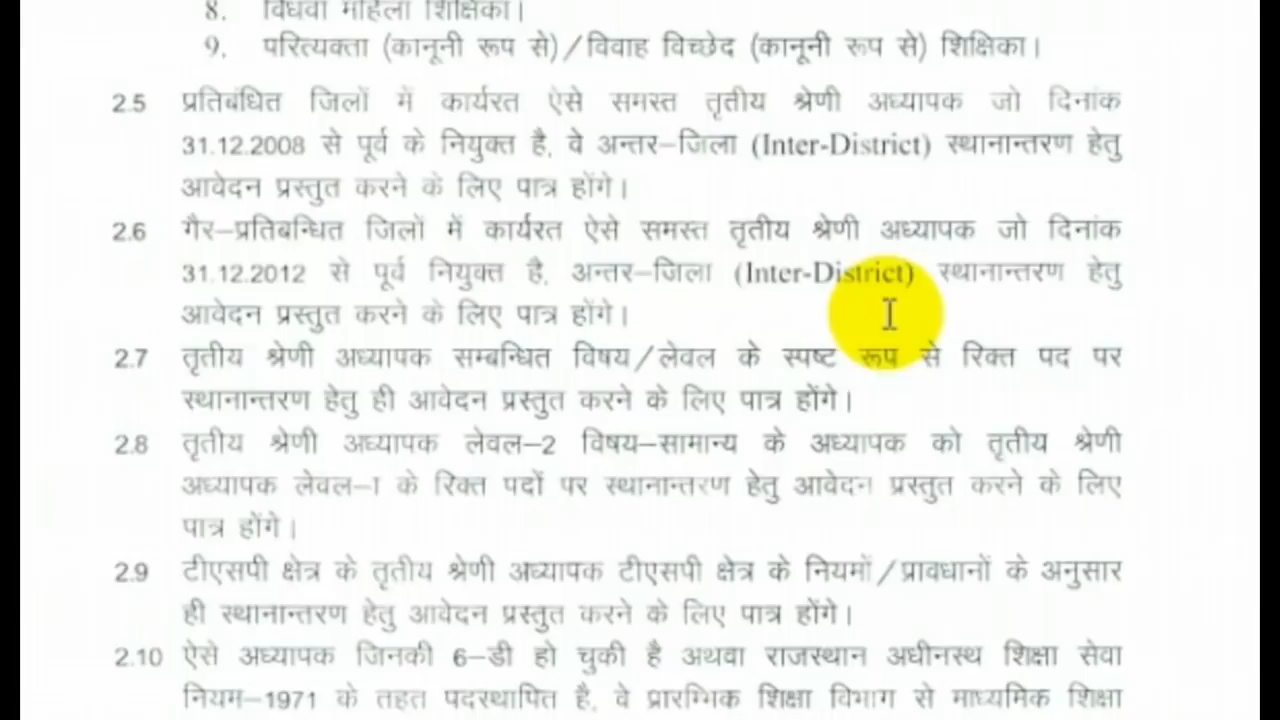 8. विधवा महिला शिक्षिका।
9. परित्यक्ता (कानूनी रूप से)/विवाह विच्छेद (कानूनी रूप से) शिक्षिका।
2.5 प्रतिबंधित जिलों में कार्यरत ऐसे समस्त तृतीय श्रेणी अध्यापक जो दिनांक
31.12.2008 से पूर्व के नियुक्त है, वे अन्तर–जिला (Inter-District) स्थानान्तरण हेतु
आवेदन प्रस्तुत करने के लिए पात्र होंगे।
2.6 गैर–प्रतिबन्धित जिलों में कार्यरत ऐसे समस्त तृतीय श्रेणी अध्यापक जो दिनांक
31.12.2012 से पूर्व नियुक्त है, अन्तर–जिला (Inter-District) स्थानान्तरण हेतु
आवेदन प्रस्तुत करने के लिए पात्र होंगे।
2.7 तृतीय श्रेणी अध्यापक सम्बन्धित विषय/लेवल के स्पष्ट रूप से रिक्त पद पर
स्थानान्तरण हेतु ही आवेदन प्रस्तुत करने के लिए पात्र होंगे।
2.8 तृतीय श्रेणी अध्यापक लेवल–2 विषय–सामान्य के अध्यापक को तृतीय श्रेणी
अध्यापक लेवल–1 के रिक्त पदों पर स्थानान्तरण हेतु आवेदन प्रस्तुत करने के लिए
पात्र होंगे।
2.9 टीएसपी क्षेत्र के तृतीय श्रेणी अध्यापक टीएसपी क्षेत्र के नियमों/प्रावधानों के अनुसार
ही स्थानान्तरण हेतु आवेदन प्रस्तुत करने के लिए पात्र होंगे।
2.10 ऐसे अध्यापक जिनकी 6–डी हो चुकी है अथवा राजस्थान अधीनस्थ शिक्षा सेवा
नियम–1971 के तहत पदस्थापित है, वे प्रारम्भिक शिक्षा विभाग से माध्यमिक शिक्षा